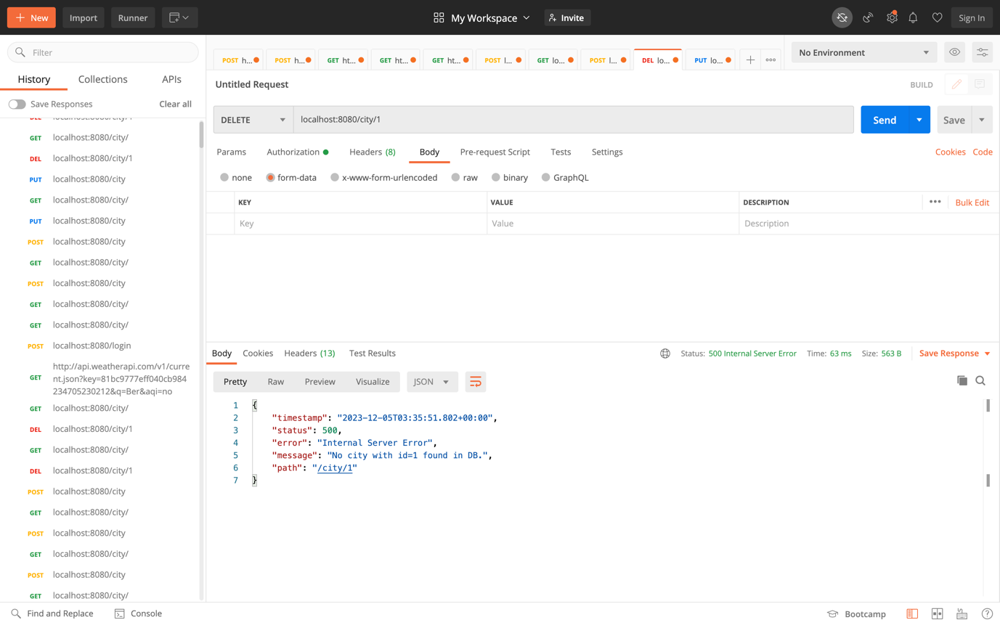 New
Import
Runner
My Workspace
Invite
Sign In
Filter
History
Collections
APIs
Save Responses
Clear all
DEL localhost:8080/city/1
GET localhost:8080/city/
DEL localhost:8080/city/1
PUT localhost:8080/city
GET localhost:8080/city/
PUT localhost:8080/city
POST localhost:8080/city
GET localhost:8080/city/
POST localhost:8080/city
GET localhost:8080/city/
GET localhost:8080/city/
POST localhost:8080/login
GET http://api.weatherapi.com/v1/curre
nt.json?key=81bc9777eff040cb984
234705230212&q=Ber&aqi=no
GET localhost:8080/city/
DEL localhost:8080/city/1
GET localhost:8080/city/
DEL localhost:8080/city/1
POST localhost:8080/city
GET localhost:8080/city/
POST localhost:8080/city
GET localhost:8080/city/
POST localhost:8080/city
GET localhost:8080/city/
POST h...
POST h...
GET ht...
GET ht...
GET ht...
POST l...
GET lo...
POST l...
DEL lo...
PUT lo...
No Environment
Untitled Request
BUILD
DELETE
localhost:8080/city/1
Send
Save
Params
Authorization
Headers (8)
Body
Pre-request Script
Tests
Settings
Cookies
Code
none
form-data
x-www-form-urlencoded
raw
binary
GraphQL
KEY
VALUE
DESCRIPTION
Bulk Edit
Key
Value
Description
Body
Cookies
Headers (13)
Test Results
Status: 500 Internal Server Error
Time: 63 ms
Size: 563 B
Save Response
Pretty
Raw
Preview
Visualize
JSON
1 {
2 "timestamp": "2023-12-05T03:35:51.802+00:00",
3 "status": 500,
4 "error": "Internal Server Error",
5 "message": "No city with id=1 found in DB.",
6 "path": "/city/1"
7 }
Find and Replace
Console
Bootcamp